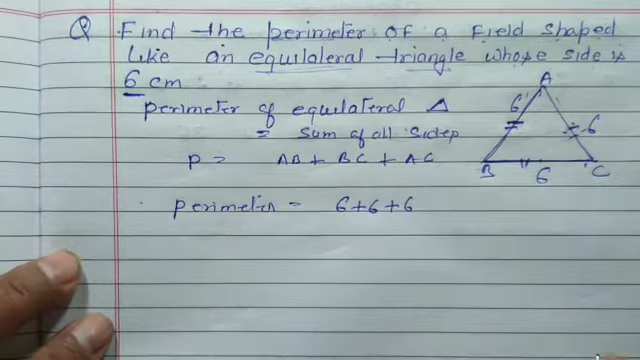 Q Find the perimeter of a field shaped
like an equilateral triangle whose side is
6 cm
perimeter of equilateral Δ
= sum of all sides
P = AB + BC + AC
perimeter = 6+6+6
A
6
6
B
6
C